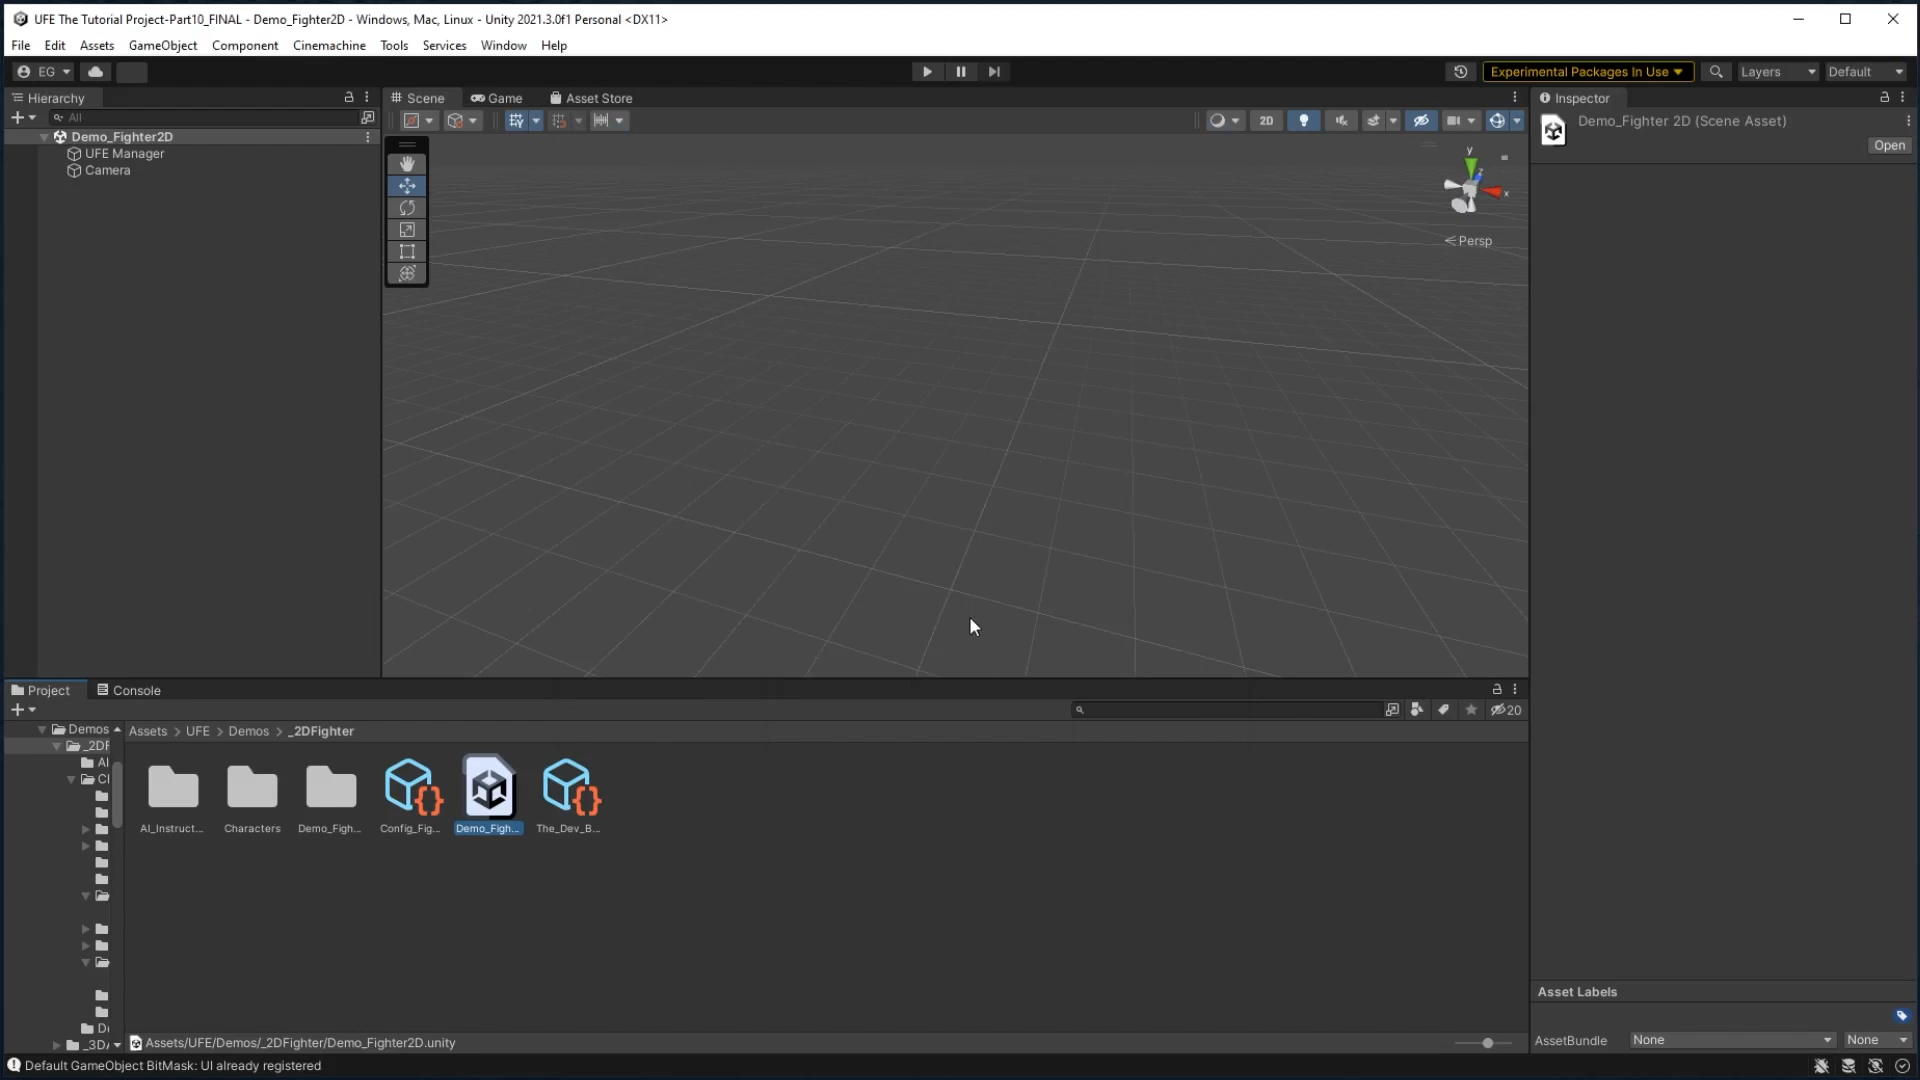 UFE The Tutorial Project-Part10_FINAL - Demo_Fighter2D - Windows, Mac, Linux - Unity 2021.3.0f1 Personal <DX11>
File Edit Assets GameObject Component Cinemachine Tools Services Window Help
EG Experimental Packages In Use Layers Default
Hierarchy
All
Demo_Fighter2D
UFE Manager
Camera
Scene Game Asset Store
2D
y
z
x
Persp
Inspector
Demo_Fighter 2D (Scene Asset)
Open
Project Console
20
Demos
_2DF
AI
Cl
D
_3D
Assets > UFE > Demos > _2DFighter
AI_Instruct... Characters Demo_Figh... Config_Fig... Demo_Figh... The_Dev_B...
Assets/UFE/Demos/_2DFighter/Demo_Fighter2D.unity
Asset Labels
AssetBundle None None
Default GameObject BitMask: UI already registered